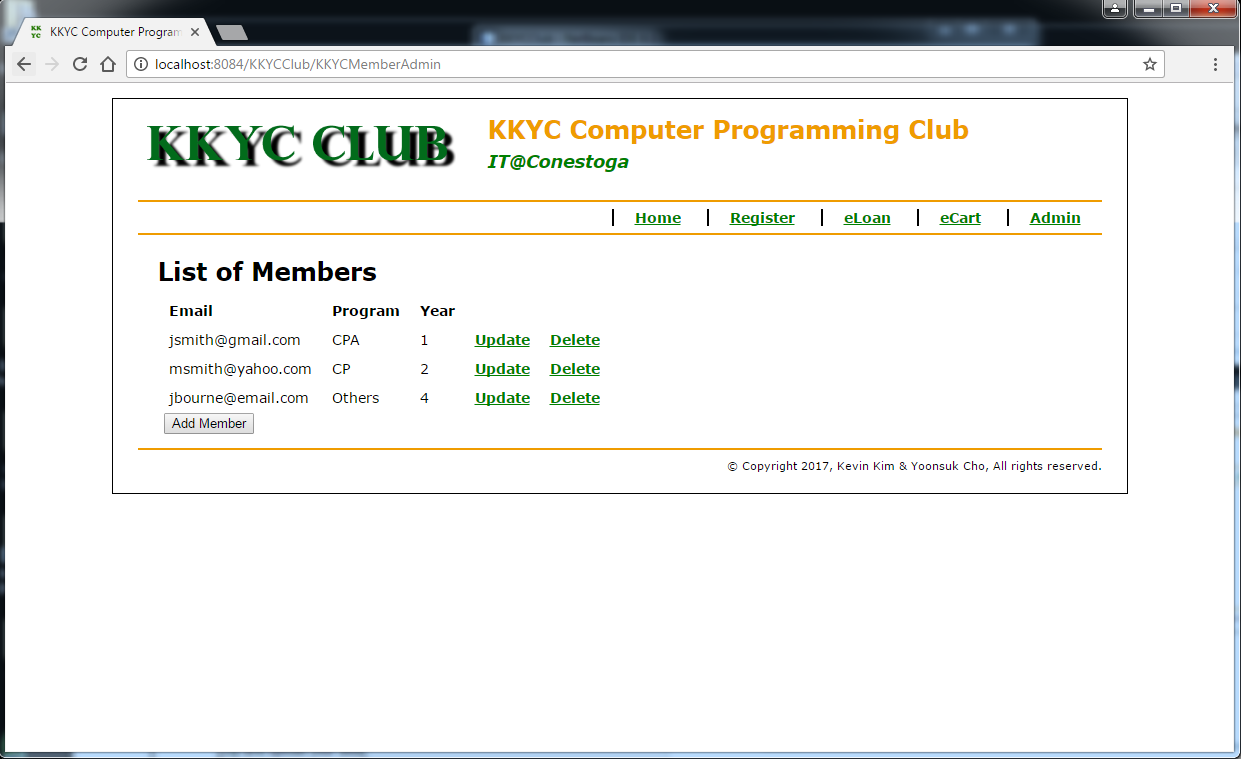 KKYC Computer Program
localhost:8084/KKYCClub/KKYCMemberAdmin
KKYC CLUB
KKYC Computer Programming Club
IT@Conestoga
Home Register eLoan eCart Admin
List of Members
Email Program Year
jsmith@gmail.com CPA 1 Update Delete
msmith@yahoo.com CP 2 Update Delete
jbourne@email.com Others 4 Update Delete
Add Member
© Copyright 2017, Kevin Kim & Yoonsuk Cho, All rights reserved.